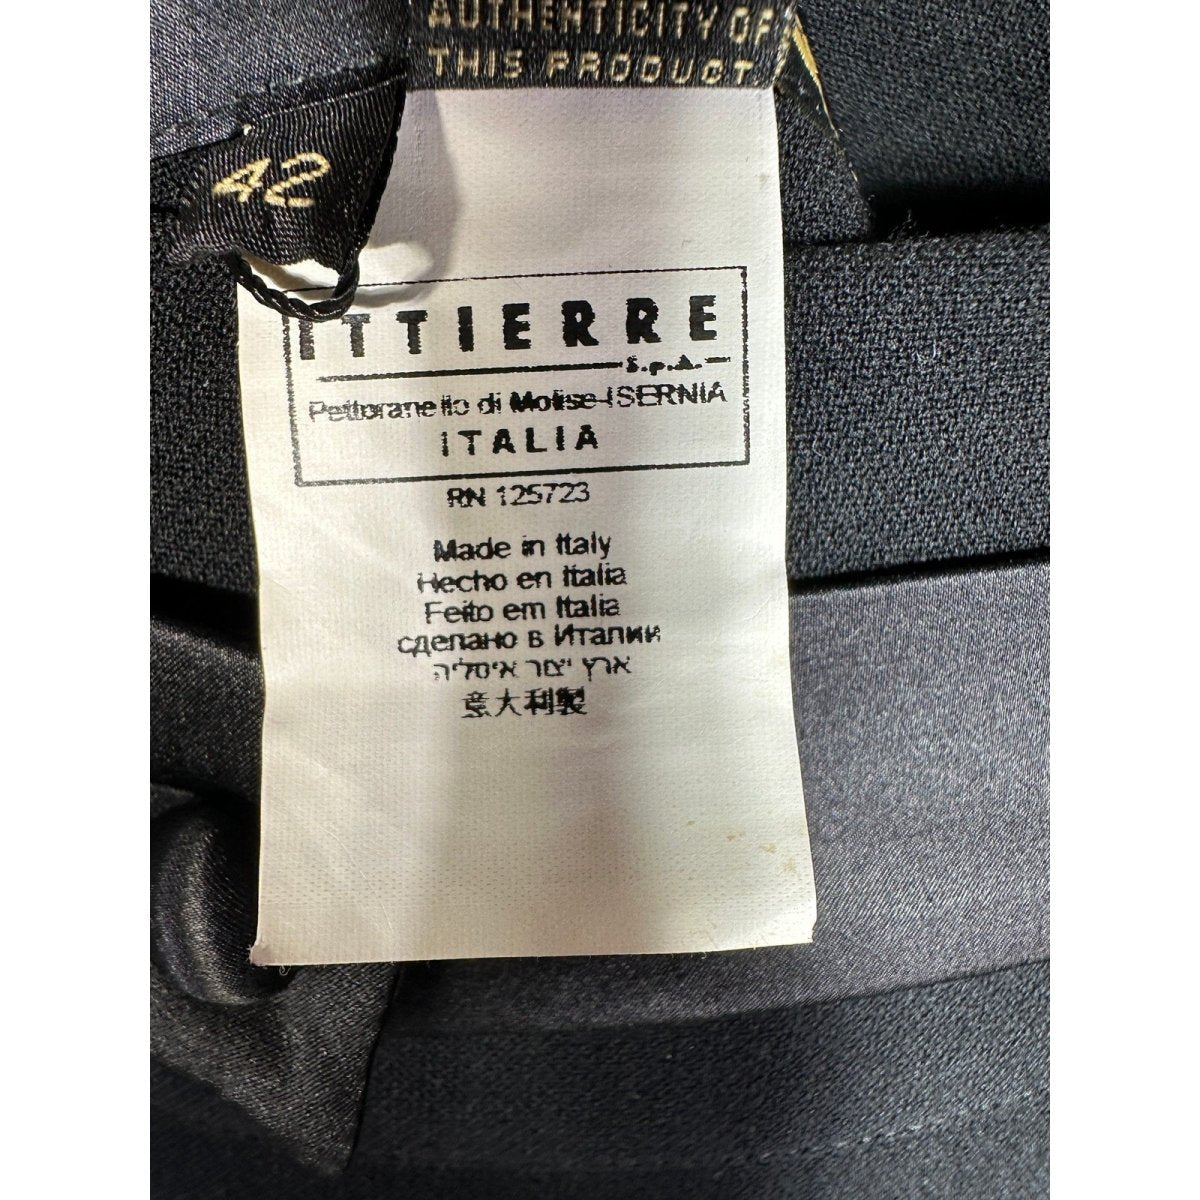 AUTHENTICITY OF
THIS PRODUCT.
42
ITTIERRE
S.p.A.
Pettoranello di Molise-ISERNIA
ITALIA
RN 125723
Made in Italy
Hecho en Italia
Feito em Italia
сделано в Италии
ארץ יצור איטליה
意大利製